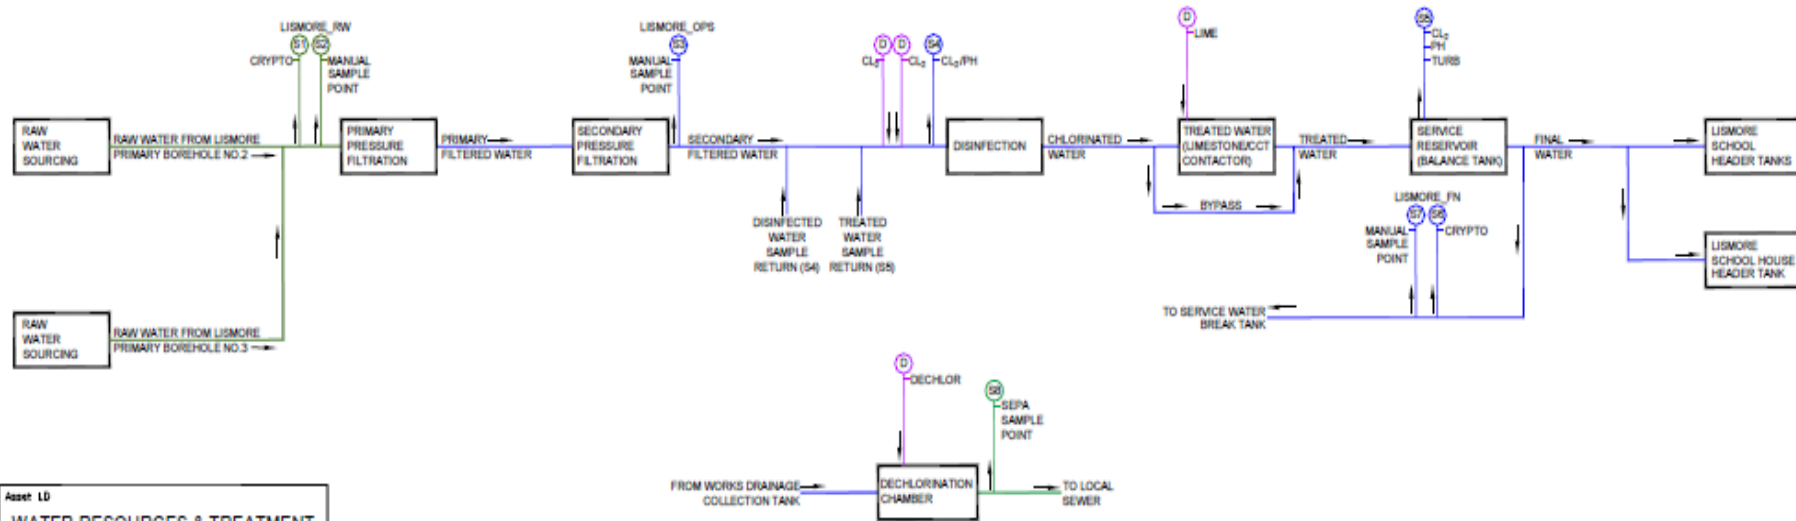 LISMORE_RW
S1
S2
CRYPTO
MANUAL
SAMPLE
POINT
LISMORE_OPS
S3
MANUAL
SAMPLE
POINT
D
D
S4
CL₂
CL₂
CL₂/PH
D
LIME
S5
CL₂
PH
TURB
RAW
WATER
SOURCING
RAW WATER FROM LISMORE
PRIMARY BOREHOLE NO.2
PRIMARY
PRESSURE
FILTRATION
PRIMARY
FILTERED WATER
SECONDARY
PRESSURE
FILTRATION
SECONDARY
FILTERED WATER
DISINFECTION
CHLORINATED
WATER
TREATED WATER
(LIMESTONE/CCT
CONTACTOR)
TREATED
WATER
SERVICE
RESERVOIR
(BALANCE TANK)
FINAL
WATER
LISMORE
SCHOOL
HEADER TANKS
BYPASS
DISINFECTED
WATER
SAMPLE
RETURN (S4)
TREATED
WATER
SAMPLE
RETURN (S5)
LISMORE_FN
S7
S6
MANUAL
SAMPLE
POINT
CRYPTO
LISMORE
SCHOOL HOUSE
HEADER TANK
TO SERVICE WATER
BREAK TANK
RAW
WATER
SOURCING
RAW WATER FROM LISMORE
PRIMARY BOREHOLE NO.3
D
DECHLOR
S8
SEPA
SAMPLE
POINT
FROM WORKS DRAINAGE
COLLECTION TANK
DECHLORINATION
CHAMBER
TO LOCAL
SEWER
Asset I.D
WATER RESOURCES & TREATMENT